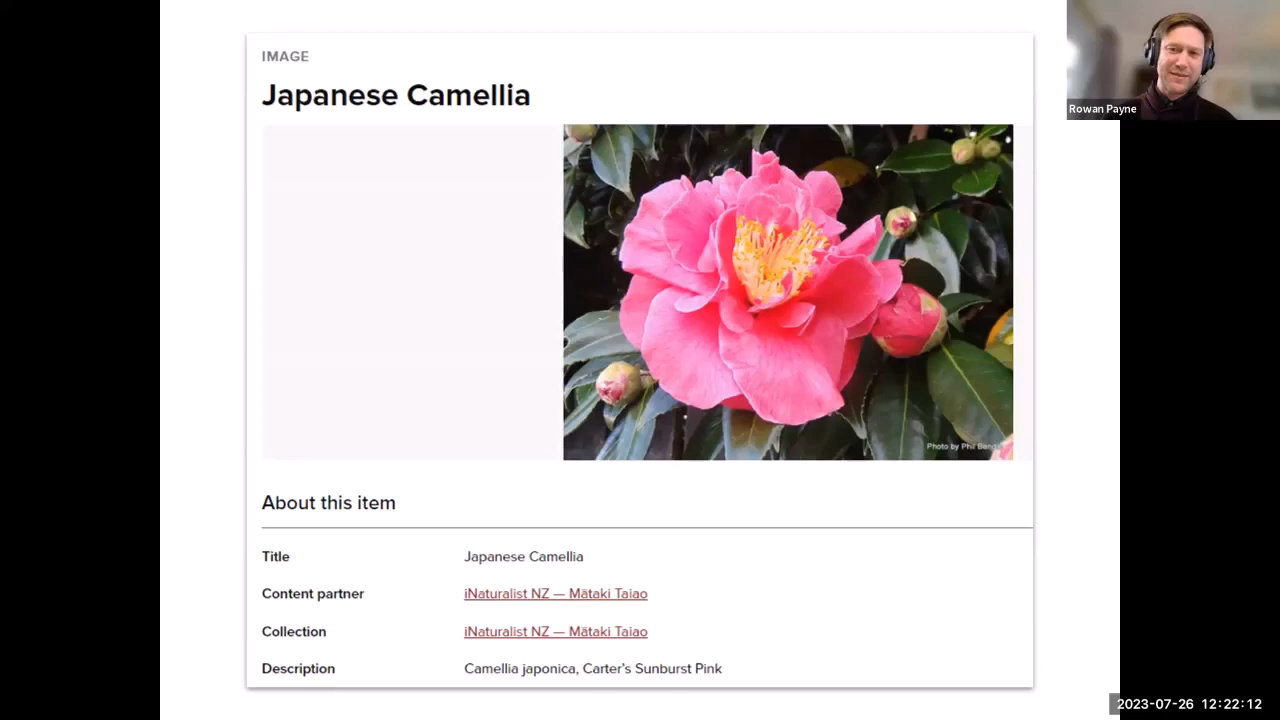 IMAGE
Japanese Camellia
Rowan Payne
Photo by Phil
About this item
Title Japanese Camellia
Content partner iNaturalist NZ — Mātaki Taiao
Collection iNaturalist NZ — Mātaki Taiao
Description Camellia japonica, Carter's Sunburst Pink
2023-07-26 12:22:12